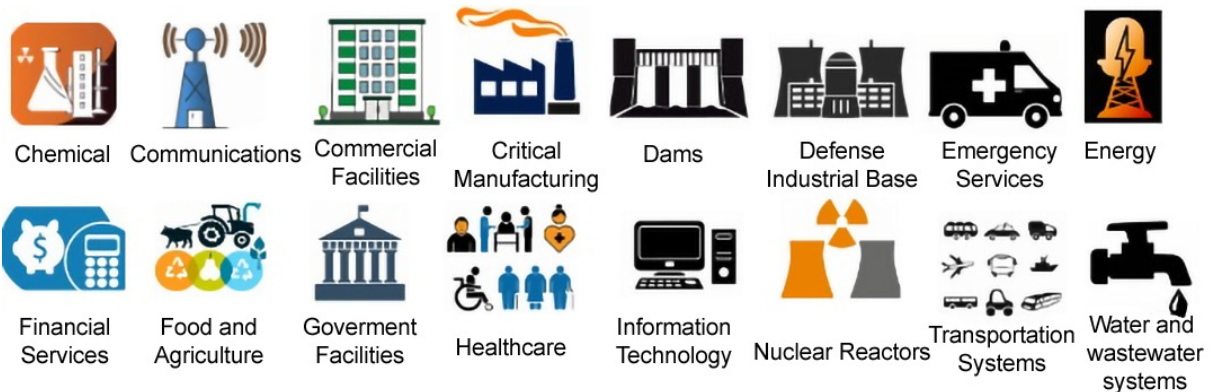 Chemical
Communications
Commercial
Facilities
Critical
Manufacturing
Dams
Defense
Industrial Base
Emergency
Services
Energy
$
Financial
Services
Food and
Agriculture
Goverment
Facilities
Healthcare
Information
Technology
Nuclear Reactors
Transportation
Systems
Water and
wastewater
systems